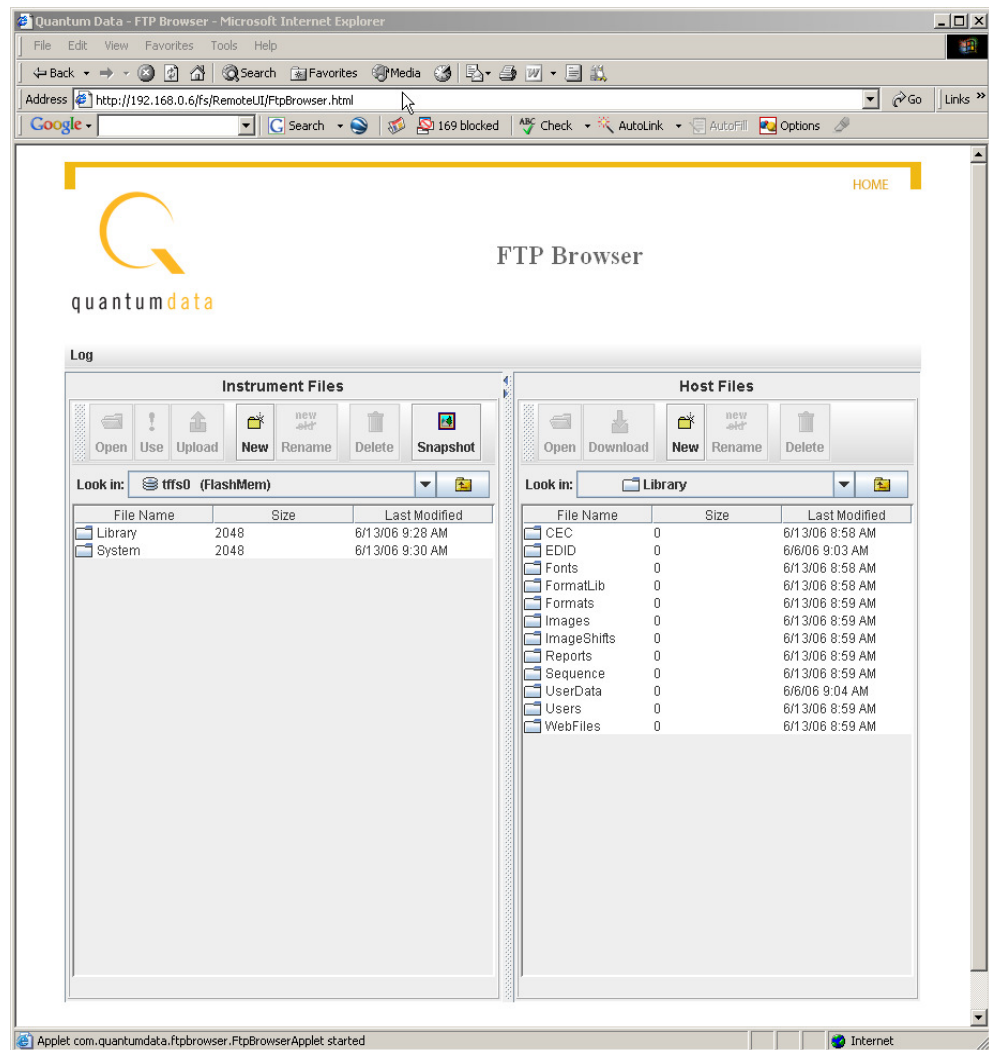 Quantum Data - FTP Browser - Microsoft Internet Explorer
File Edit View Favorites Tools Help
Back Search Favorites Media
Address http://192.168.0.6/fs/RemoteUI/FtpBrowser.html Go Links »
Google Search 169 blocked ABC Check AutoLink AutoFill Options
HOME
FTP Browser
quantumdata
Log
Instrument Files
new
old
Open Use Upload New Rename Delete Snapshot
Look in: tffs0 (FlashMem)
File Name Size Last Modified
Library 2048 6/13/06 9:28 AM
System 2048 6/13/06 9:30 AM
Host Files
new
old
Open Download New Rename Delete
Look in: Library
File Name Size Last Modified
CEC 0 6/13/06 8:58 AM
EDID 0 6/6/06 9:03 AM
Fonts 0 6/13/06 8:58 AM
FormatLib 0 6/13/06 8:58 AM
Formats 0 6/13/06 8:59 AM
Images 0 6/13/06 8:59 AM
ImageShifts 0 6/13/06 8:59 AM
Reports 0 6/13/06 8:59 AM
Sequence 0 6/13/06 8:59 AM
UserData 0 6/6/06 9:04 AM
Users 0 6/13/06 8:59 AM
WebFiles 0 6/13/06 8:59 AM
Applet com.quantumdata.ftpbrowser.FtpBrowserApplet started Internet